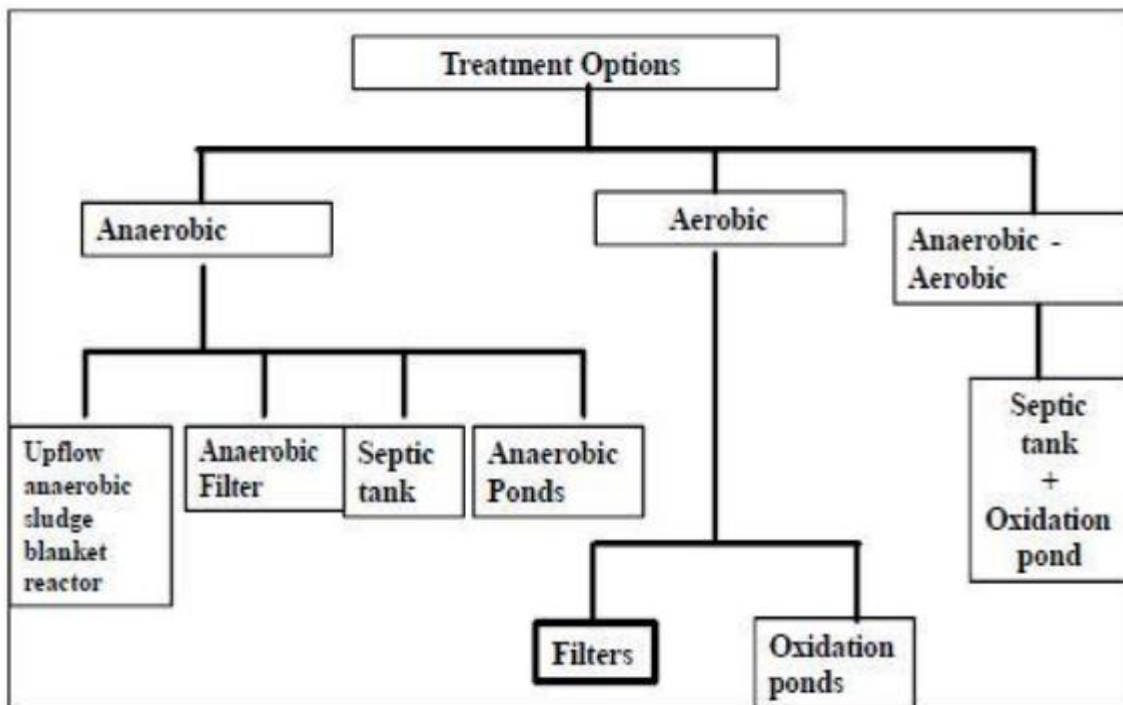 Treatment Options
Anaerobic
Aerobic
Anaerobic -
Aerobic
Upflow
anaerobic
sludge
blanket
reactor
Anaerobic
Filter
Septic
tank
Anaerobic
Ponds
Septic
tank
+
Oxidation
pond
Filters
Oxidation
ponds